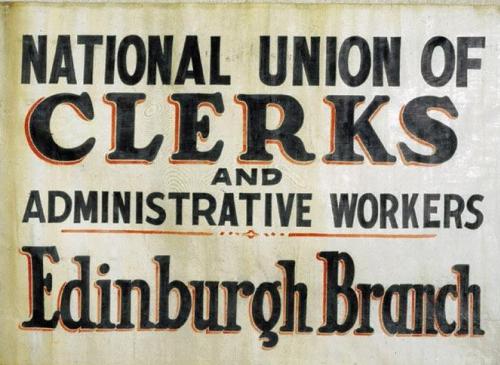 NATIONAL UNION OF
CLERKS
AND
ADMINISTRATIVE WORKERS
Edinburgh Branch